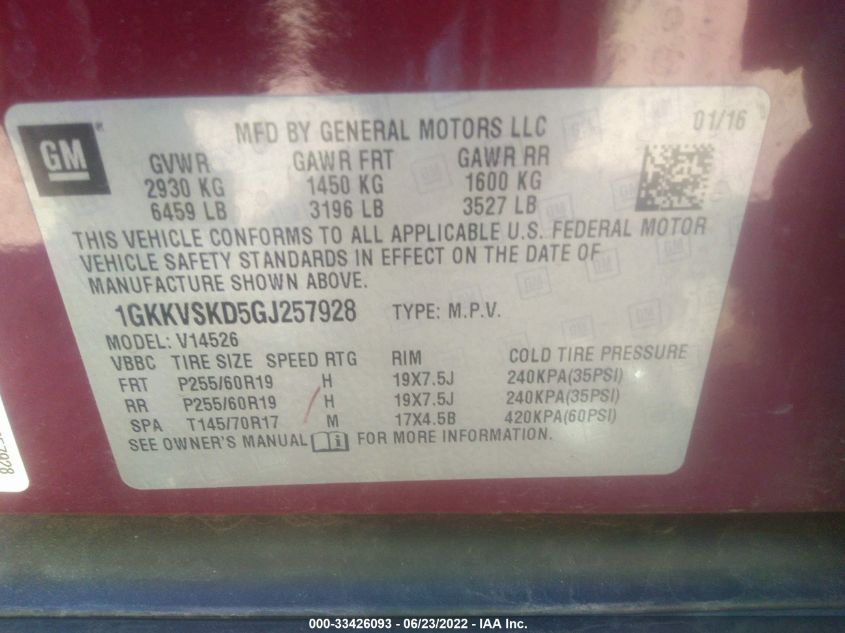 GM
MFD BY GENERAL MOTORS LLC 01/16
GVWR GAWR FRT GAWR RR
2930 KG 1450 KG 1600 KG
6459 LB 3196 LB 3527 LB
THIS VEHICLE CONFORMS TO ALL APPLICABLE U.S. FEDERAL MOTOR
VEHICLE SAFETY STANDARDS IN EFFECT ON THE DATE OF
MANUFACTURE SHOWN ABOVE.
1GKKVSKD5GJ257928 TYPE: M.P.V.
MODEL: V14526
VBBC TIRE SIZE SPEED RTG RIM COLD TIRE PRESSURE
FRT P255/60R19 H 19X7.5J 240KPA(35PSI)
RR P255/60R19 H 19X7.5J 240KPA(35PSI)
SPA T145/70R17 M 17X4.5B 420KPA(60PSI)
SEE OWNER'S MANUAL FOR MORE INFORMATION.
57928
000-33426093 - 06/23/2022 - IAA Inc.